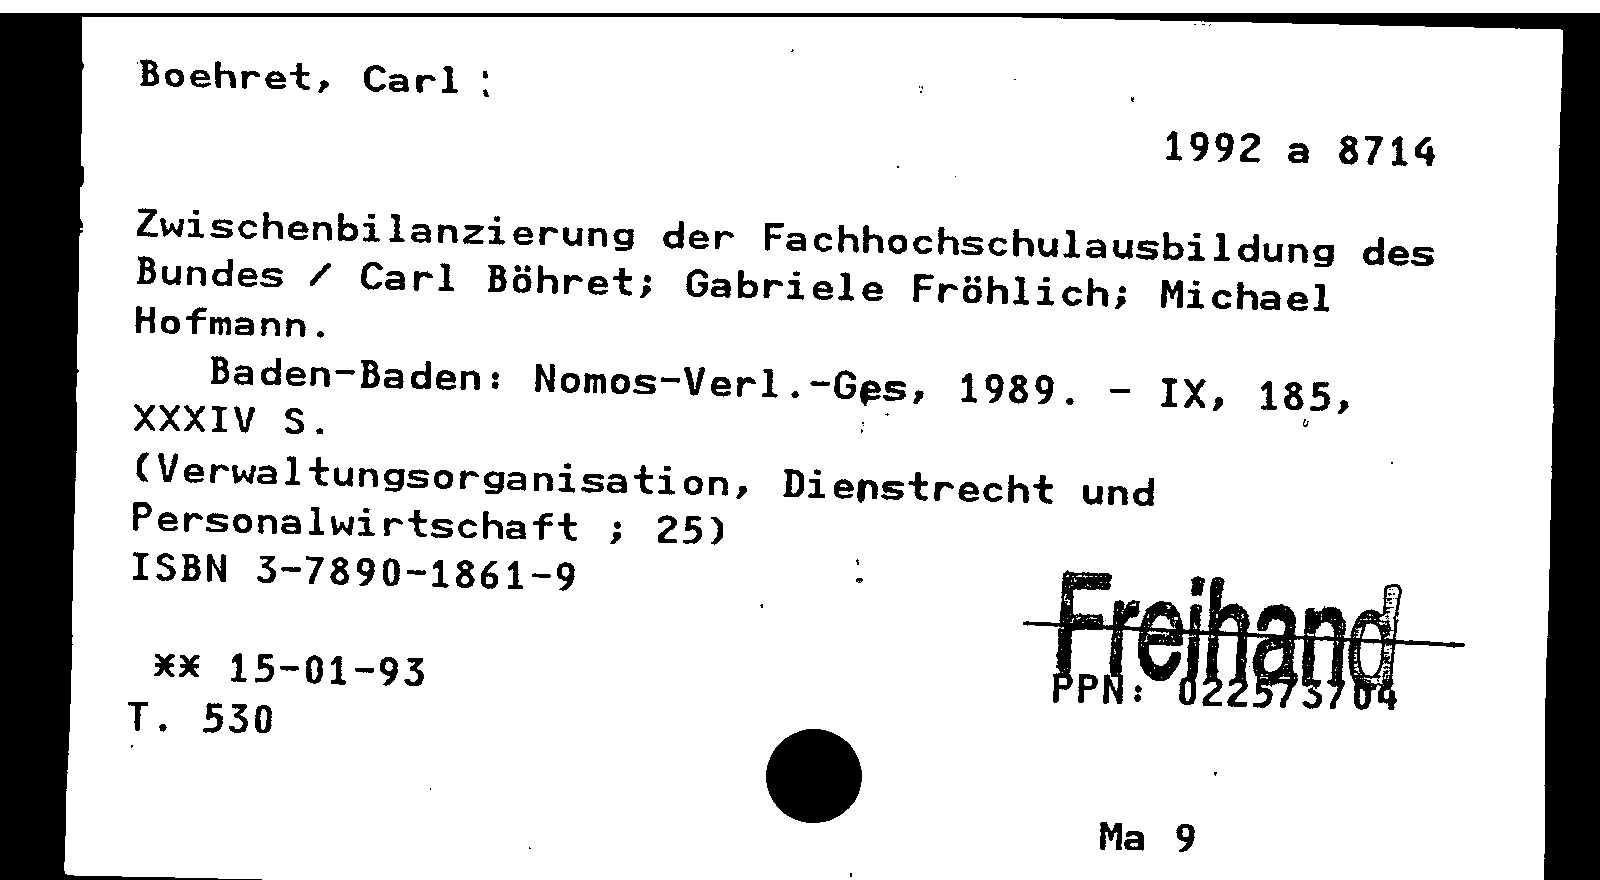 Boehret, Carl :
1992 a 8714
Zwischenbilanzierung der Fachhochschulausbildung des
Bundes / Carl Böhret; Gabriele Fröhlich; Michael
Hofmann.
Baden-Baden: Nomos-Verl.-Ges, 1989. - IX, 185,
XXXIV S.
(Verwaltungsorganisation, Dienstrecht und
Personalwirtschaft ; 25)
ISBN 3-7890-1861-9
Freihand
** 15-01-93
PPN: 022573704
T. 530
Ma 9